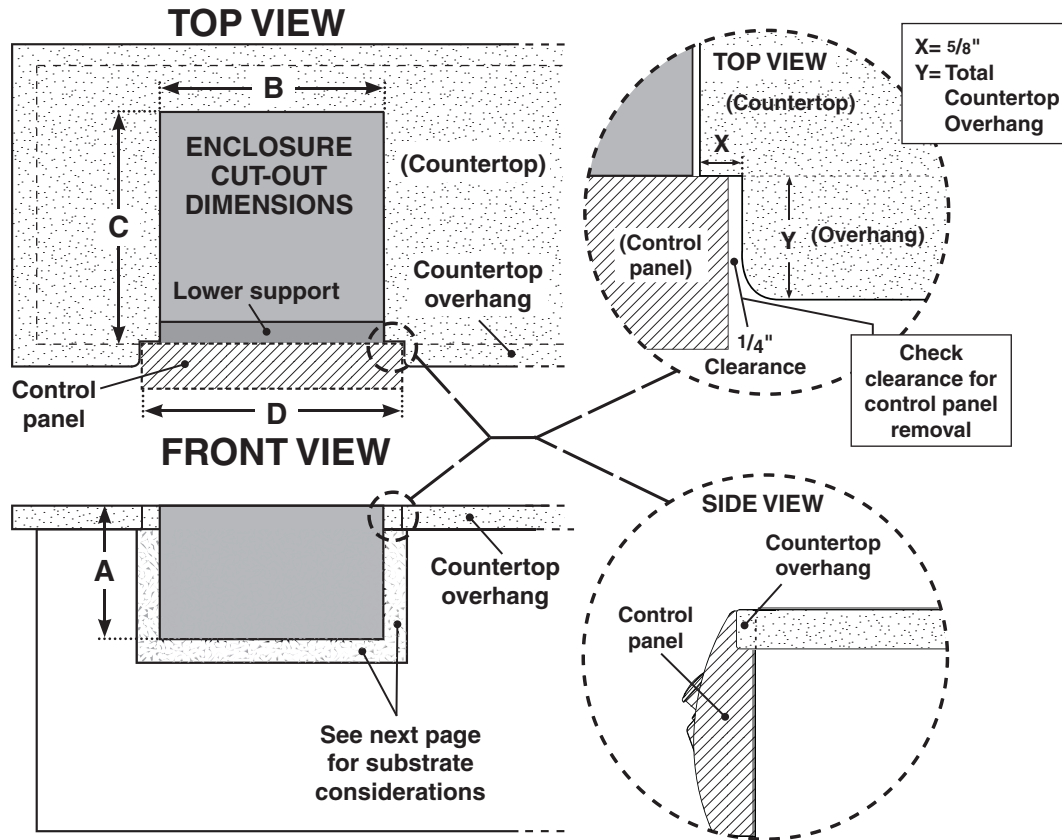 TOP VIEW
B
ENCLOSURE
CUT-OUT
DIMENSIONS
(Countertop)
C
Lower support
Countertop
overhang
Control
panel
D
TOP VIEW
(Countertop)
X
(Control
panel)
Y
(Overhang)
1/4"
Clearance
X= 5/8"
Y= Total
Countertop
Overhang
Check
clearance for
control panel
removal
FRONT VIEW
A
Countertop
overhang
See next page
for substrate
considerations
SIDE VIEW
Countertop
overhang
Control
panel